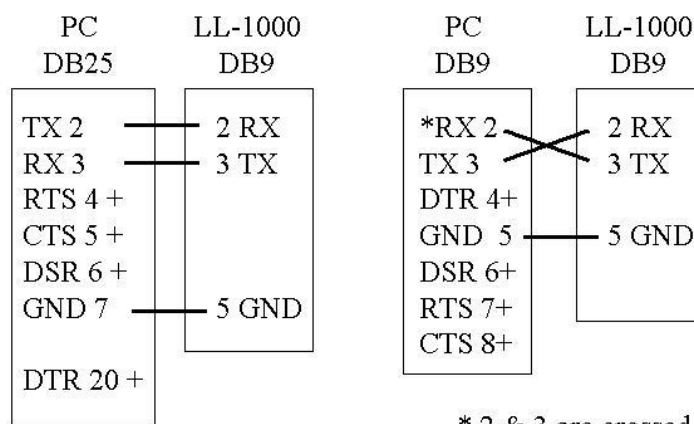 PC LL-1000
DB25 DB9
TX 2 2 RX
RX 3 3 TX
RTS 4 +
CTS 5 +
DSR 6 +
GND 7 5 GND
DTR 20 +
PC LL-1000
DB9 DB9
*RX 2 2 RX
TX 3 3 TX
DTR 4+
GND 5 5 GND
DSR 6+
RTS 7+
CTS 8+
* 2 & 3 are crossed